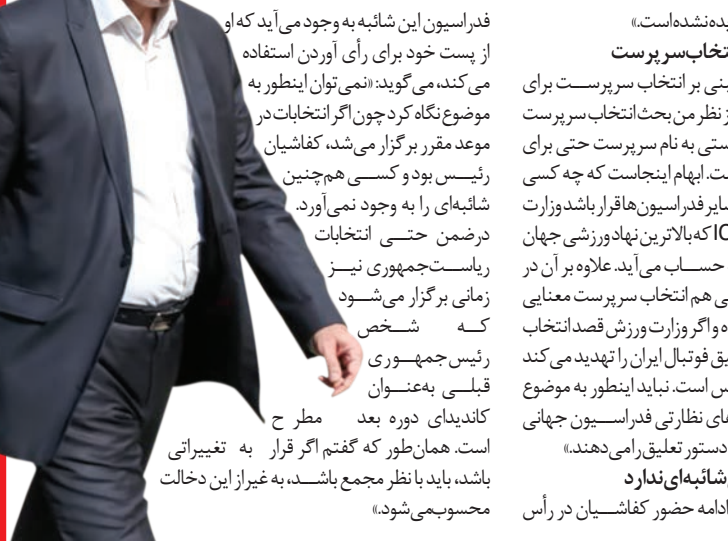 یده‌نشده‌است.»
تخاب‌سرپرست
ینی بر انتخاب سرپرست برای
ز نظر من بحث انتخاب سرپرست
ستی به نام سرپرست حتی برای
ت. ابهام اینجاست که چه کسی
سایر فدراسیون‌ها قرار باشد وزارت
IC که بالاترین نهاد ورزشی جهان
حساب می‌آید. علاوه بر آن در
ی هم انتخاب سرپرست معنایی
ه و اگر وزارت ورزش قصد انتخاب
یق فوتبال ایران را تهدید می‌کند
س است. نباید اینطور به موضوع
های نظارتی فدراسیون جهانی
دستور تعلیق را می‌دهند.»
شائبه‌ای ندارد
ادامه حضور کفاشیان در رأس
فدراسیون این شائبه به وجود می‌آید که او
از پست خود برای رأی آوردن استفاده
می‌کند، می‌گوید: «نمی‌توان اینطور به
موضوع نگاه کرد چون اگر انتخابات در
موعد مقرر برگزار می‌شد، کفاشیان
رئیس بود و کسی هم چنین
شائبه‌ای را به وجود نمی‌آورد.
درضمن حتی انتخابات
ریاست‌جمهوری نیز
زمانی برگزار می‌شود
که شخص
رئیس‌جمهوری
قبلی به‌عنوان
کاندیدای دوره بعد مطرح
است. همان‌طور که گفتم اگر قرار به تغییراتی
باشد، باید با نظر مجمع باشد، به غیر از این دخالت
محسوب می‌شود.»